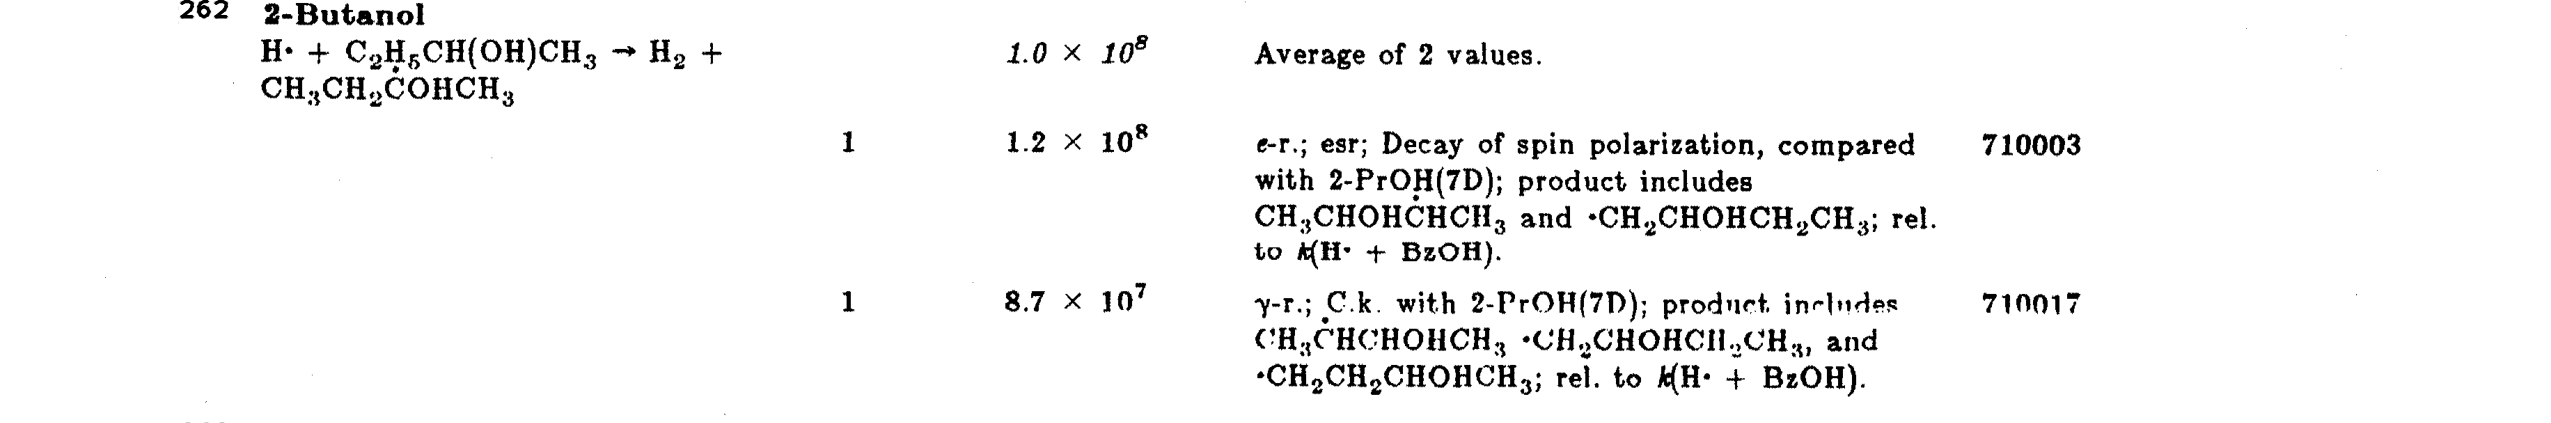 262 2-Butanol
H· + C₂H₅CH(OH)CH₃ → H₂ + 1.0 × 10⁸ Average of 2 values.
CH₃CH₂ĊOHCH₃
1 1.2 × 10⁸ e-r.; esr; Decay of spin polarization, compared 710003
with 2-PrOH(7D); product includes
CH₃CHOHĊHCH₃ and ·CH₂CHOHCH₂CH₃; rel.
to k(H· + BzOH).
1 8.7 × 10⁷ γ-r.; C.k. with 2-PrOH(7D); product includes 710017
CH₃ĊHCHOHCH₃ ·CH₂CHOHCH₂CH₃, and
·CH₂CH₂CHOHCH₃; rel. to k(H· + BzOH).